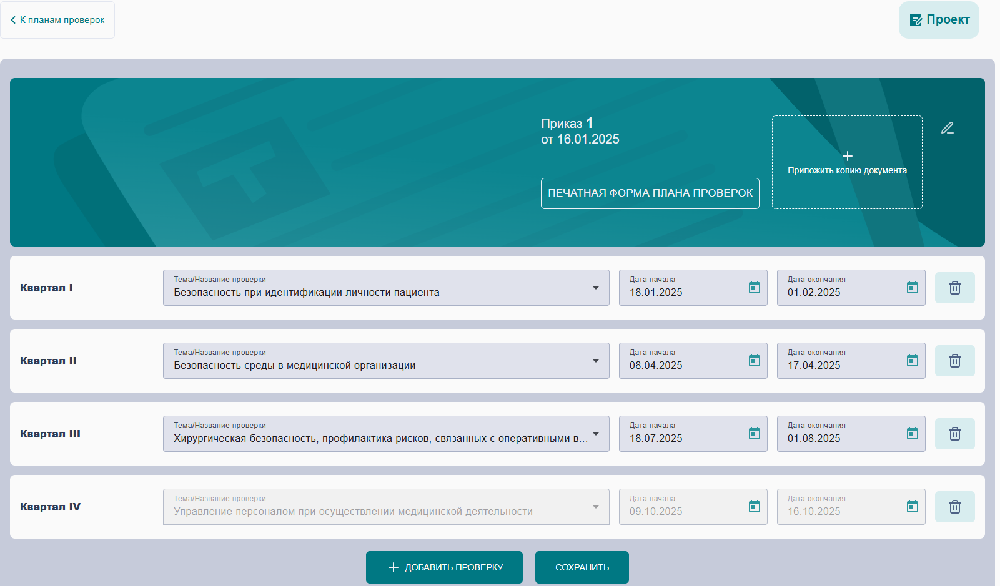 К планам проверок
Проект
Приказ 1
от 16.01.2025
ПЕЧАТНАЯ ФОРМА ПЛАНА ПРОВЕРОК
Приложить копию документа
Квартал I
Тема/Название проверки
Безопасность при идентификации личности пациента
Дата начала
18.01.2025
Дата окончания
01.02.2025
Квартал II
Тема/Название проверки
Безопасность среды в медицинской организации
Дата начала
08.04.2025
Дата окончания
17.04.2025
Квартал III
Тема/Название проверки
Хирургическая безопасность, профилактика рисков, связанных с оперативными в...
Дата начала
18.07.2025
Дата окончания
01.08.2025
Квартал IV
Тема/Название проверки
Управление персоналом при осуществлении медицинской деятельности
Дата начала
09.10.2025
Дата окончания
16.10.2025
ДОБАВИТЬ ПРОВЕРКУ
СОХРАНИТЬ